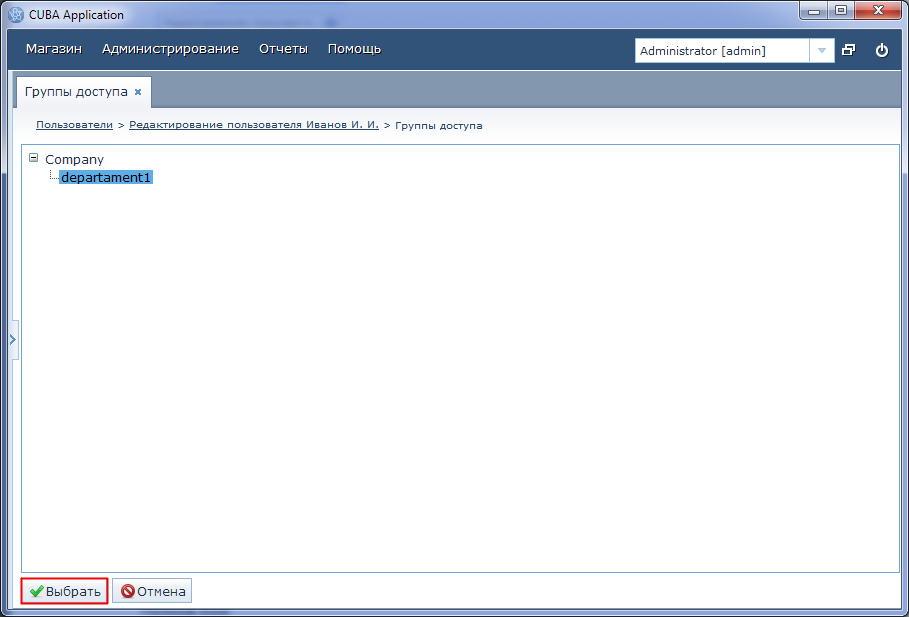 CUBA Application
Магазин Администрирование Отчеты Помощь Administrator [admin]
Группы доступа
Пользователи > Редактирование пользователя Иванов И. И. > Группы доступа
Company
departament1
Выбрать Отмена